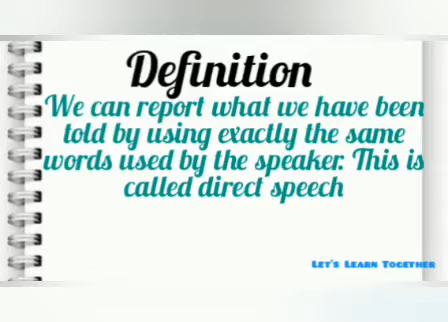 Definition
We can report what we have been
told by using exactly the same
words used by the speaker. This is
called direct speech
Let's Learn Together